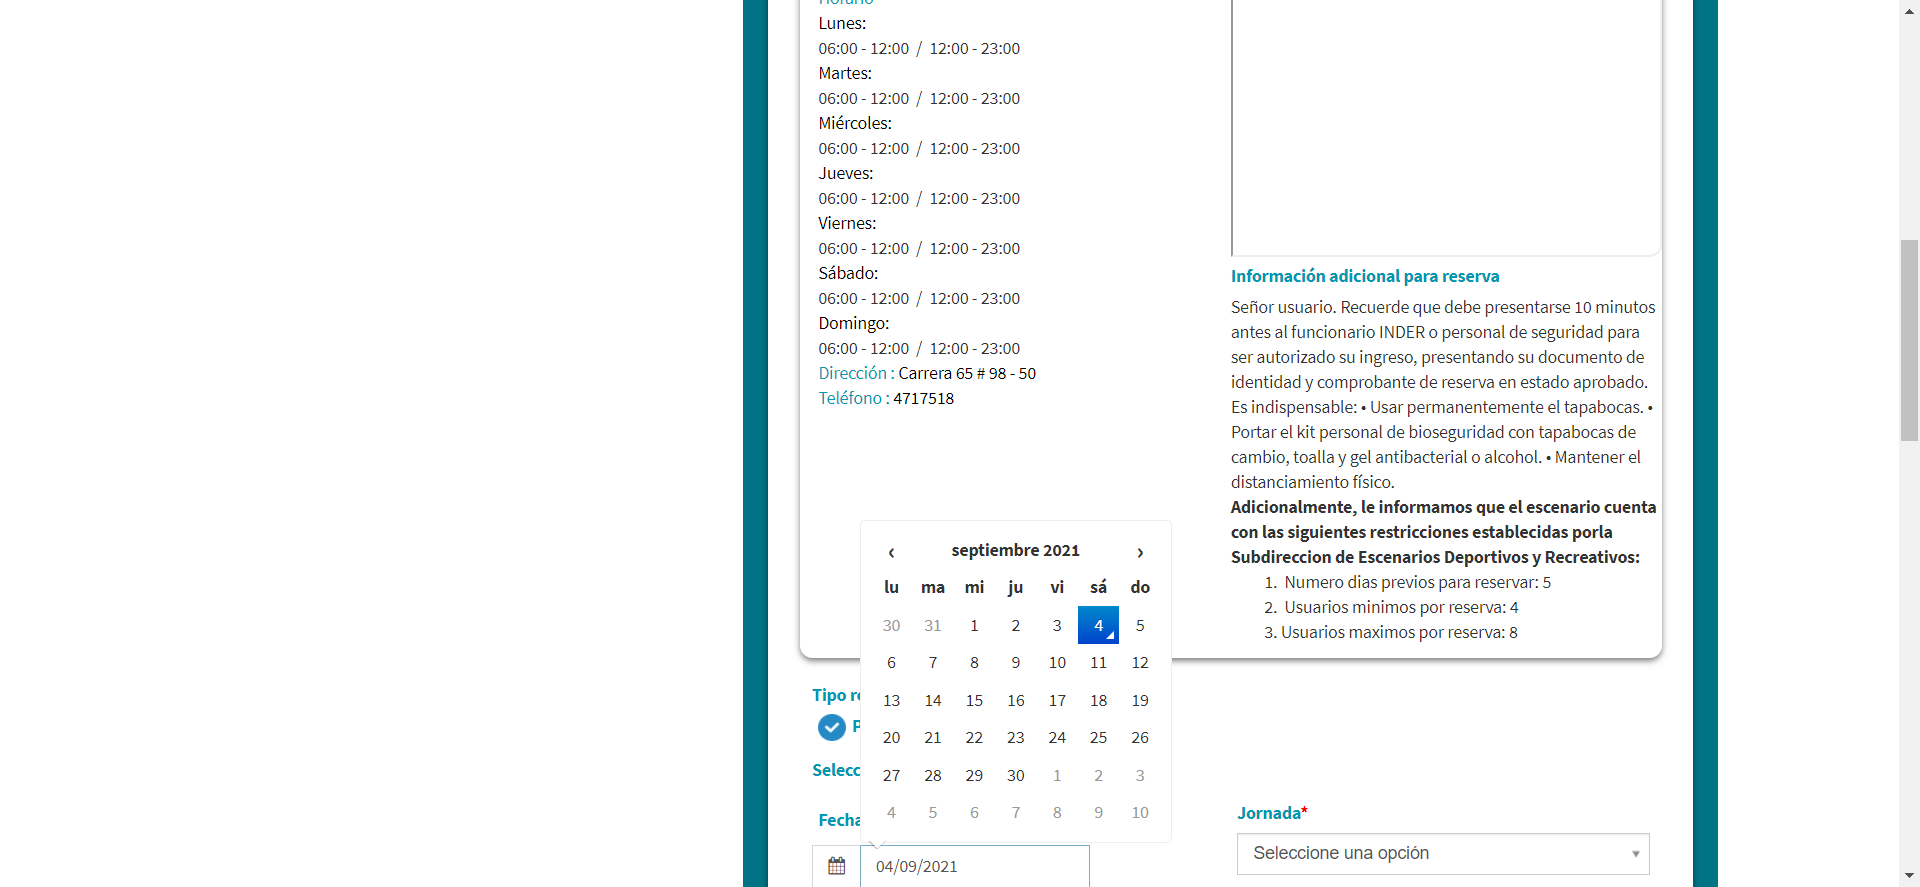 Horario
Lunes:
06:00 - 12:00 / 12:00 - 23:00
Martes:
06:00 - 12:00 / 12:00 - 23:00
Miércoles:
06:00 - 12:00 / 12:00 - 23:00
Jueves:
06:00 - 12:00 / 12:00 - 23:00
Viernes:
06:00 - 12:00 / 12:00 - 23:00
Sábado:
06:00 - 12:00 / 12:00 - 23:00
Domingo:
06:00 - 12:00 / 12:00 - 23:00
Dirección : Carrera 65 # 98 - 50
Teléfono : 4717518
Información adicional para reserva
Señor usuario. Recuerde que debe presentarse 10 minutos
antes al funcionario INDER o personal de seguridad para
ser autorizado su ingreso, presentando su documento de
identidad y comprobante de reserva en estado aprobado.
Es indispensable: • Usar permanentemente el tapabocas. •
Portar el kit personal de bioseguridad con tapabocas de
cambio, toalla y gel antibacterial o alcohol. • Mantener el
distanciamiento físico.
Adicionalmente, le informamos que el escenario cuenta
con las siguientes restricciones establecidas porla
Subdireccion de Escenarios Deportivos y Recreativos:
1. Numero dias previos para reservar: 5
2. Usuarios minimos por reserva: 4
3. Usuarios maximos por reserva: 8
‹ septiembre 2021 ›
lu ma mi ju vi sá do
30 31 1 2 3 4 5
6 7 8 9 10 11 12
13 14 15 16 17 18 19
20 21 22 23 24 25 26
27 28 29 30 1 2 3
4 5 6 7 8 9 10
Tipo
Fecha
04/09/2021
Jornada*
Seleccione una opción